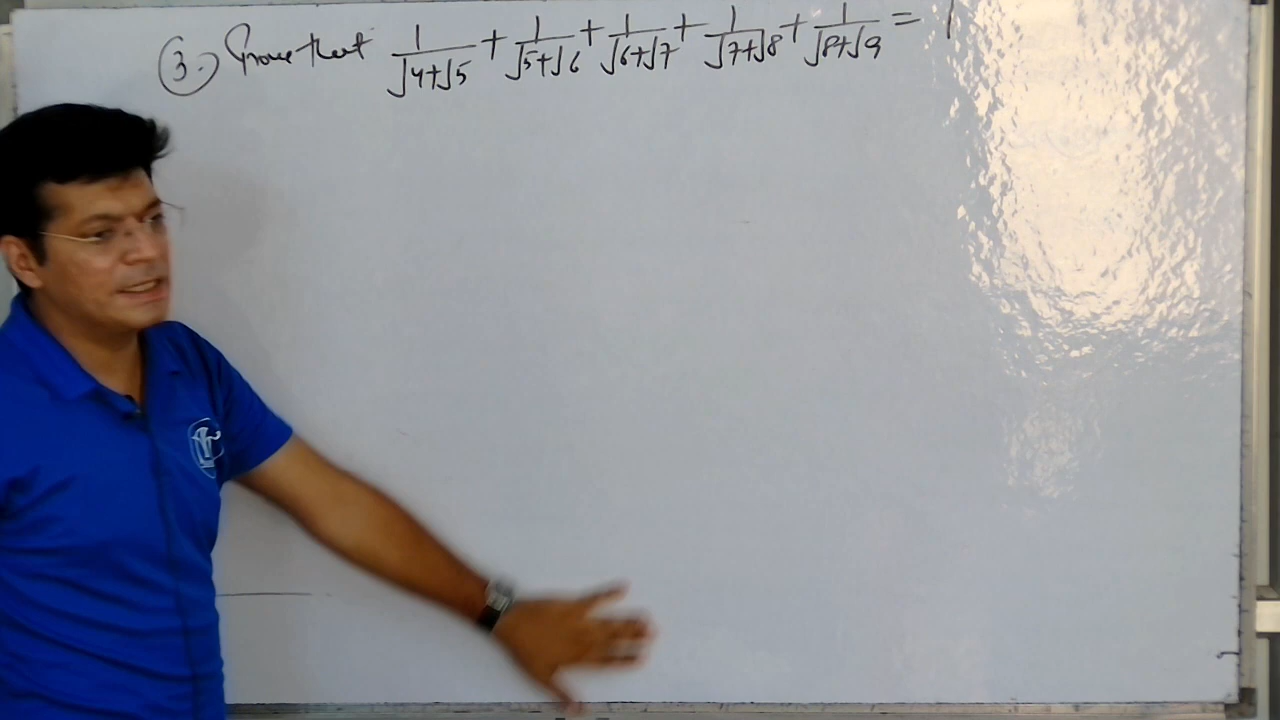 3. Prove that 1/(√4+√5) + 1/(√5+√6) + 1/(√6+√7) + 1/(√7+√8) + 1/(√8+√9) = 1